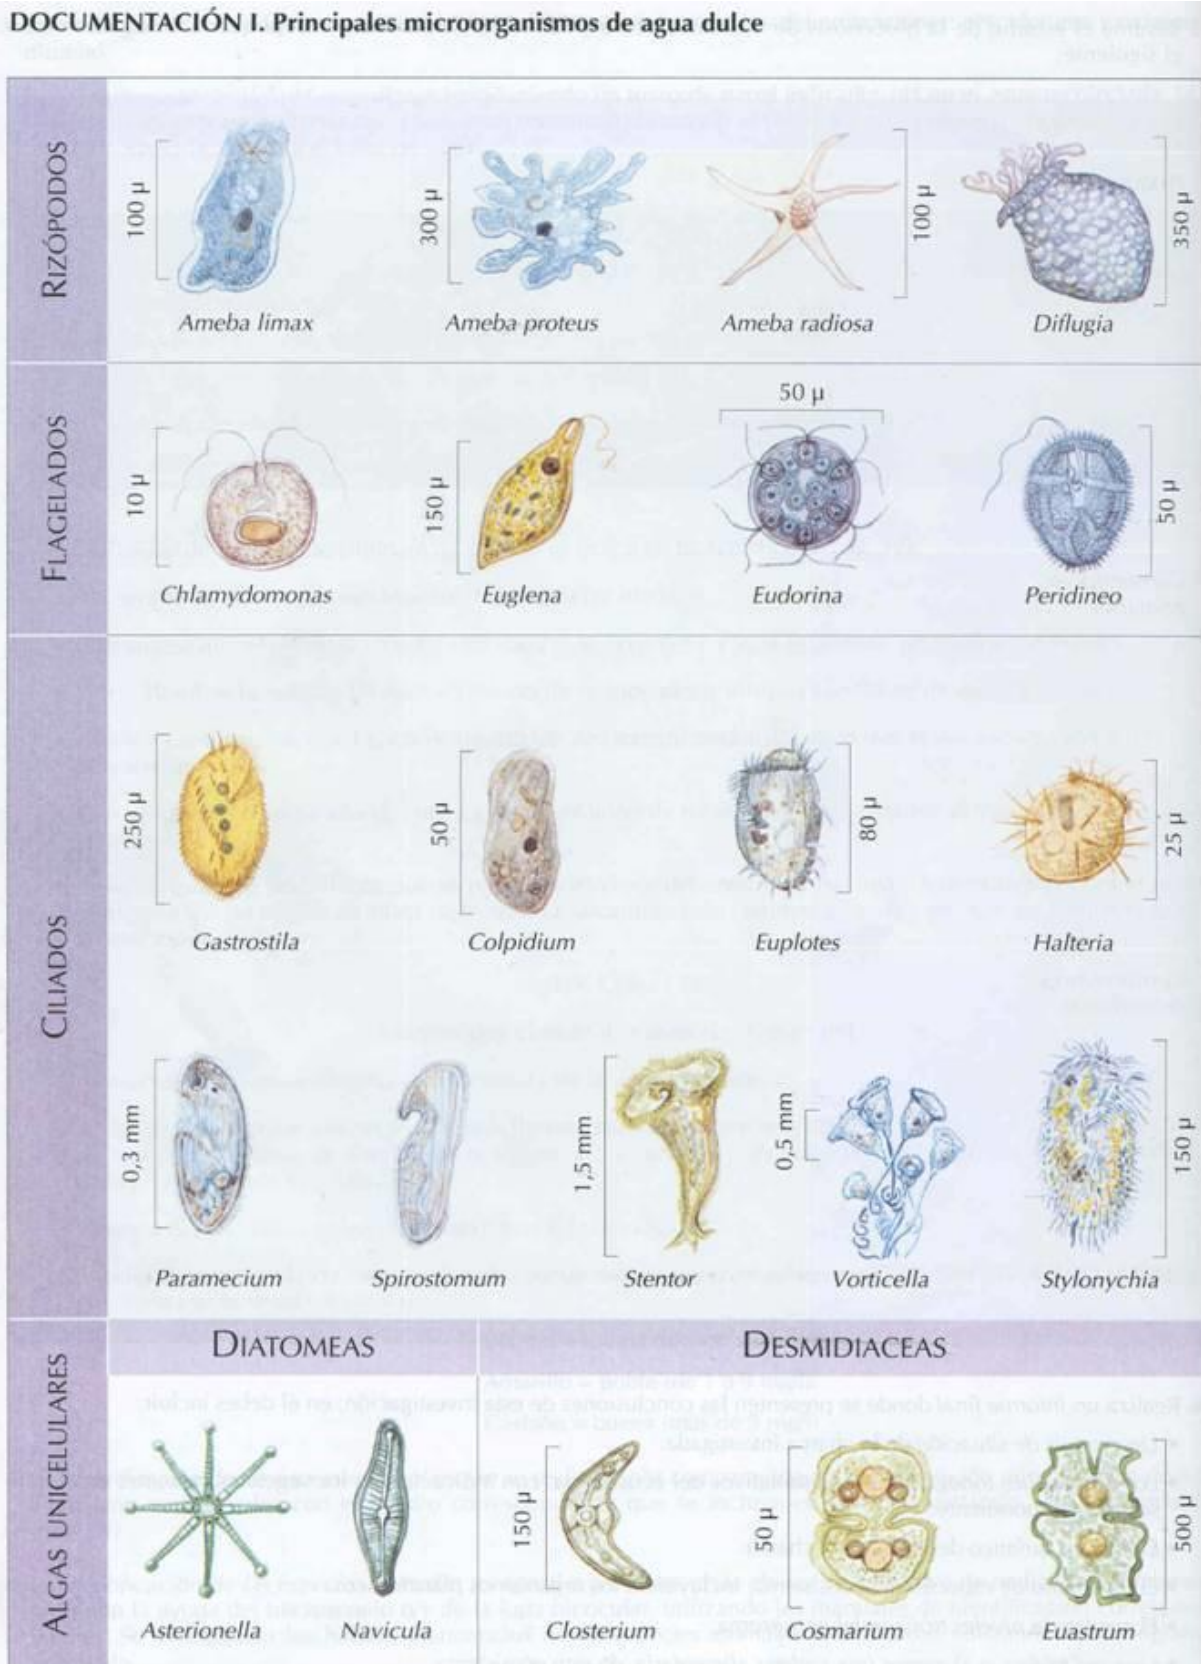 DOCUMENTACIÓN I. Principales microorganismos de agua dulce
el siguiente:
RIZÓPODOS
100 µ
300 µ
100 µ
350 µ
Ameba limax
Ameba proteus
Ameba radiosa
Diflugia
FLAGELADOS
10 µ
150 µ
50 µ
50 µ
Chlamydomonas
Euglena
Eudorina
Peridineo
CILIADOS
250 µ
50 µ
80 µ
25 µ
Gastrostila
Colpidium
Euplotes
Halteria
0,3 mm
1,5 mm
0,5 mm
150 µ
Paramecium
Spirostomum
Stentor
Vorticella
Stylonychia
ALGAS UNICELULARES
DIATOMEAS
DESMIDIACEAS
150 µ
50 µ
500 µ
Asterionella
Navicula
Closterium
Cosmarium
Euastrum